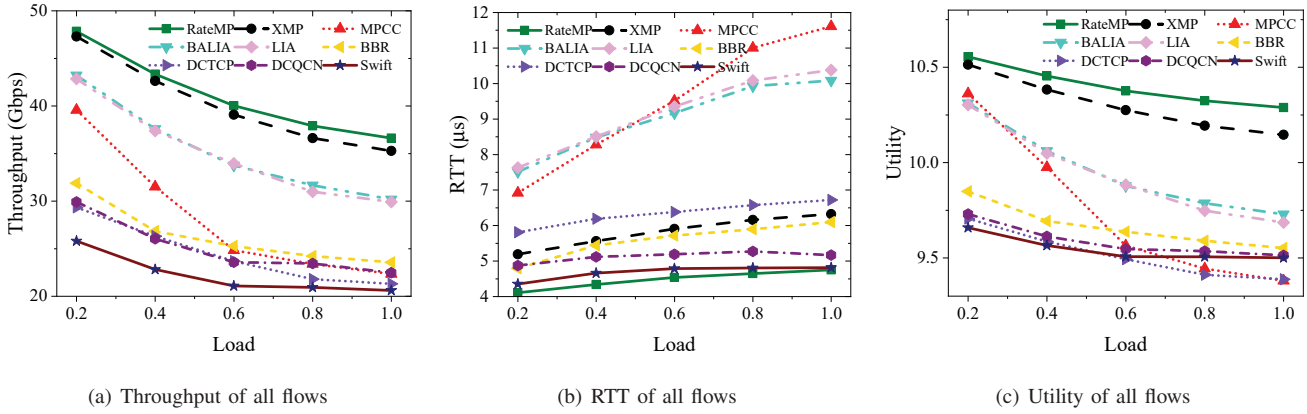 50
40
30
20
Throughput (Gbps)
RateMP XMP MPCC
BALIA LIA BBR
DCTCP DCQCN Swift
0.2 0.4 0.6 0.8 1.0
Load
(a) Throughput of all flows
12
11
10
9
8
7
6
5
4
RTT (μs)
RateMP XMP MPCC
BALIA LIA BBR
DCTCP DCQCN Swift
0.2 0.4 0.6 0.8 1.0
Load
(b) RTT of all flows
10.5
10.0
9.5
Utility
RateMP XMP MPCC
BALIA LIA BBR
DCTCP DCQCN Swift
0.2 0.4 0.6 0.8 1.0
Load
(c) Utility of all flows